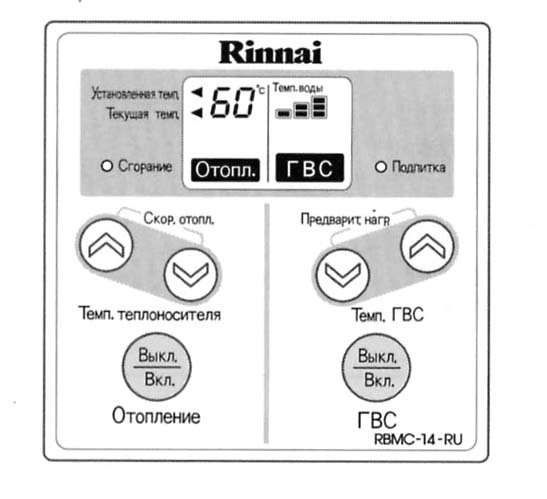 Rinnai
Установленная темп.
Текущая темп.
60 °C
Темп. воды
Сгорание
Отопл.
ГВС
Подпитка
Скор. отопл.
Предварит. нагр.
Темп. теплоносителя
Темп. ГВС
Выкл.
Вкл.
Выкл.
Вкл.
Отопление
ГВС
RBMC-14-RU